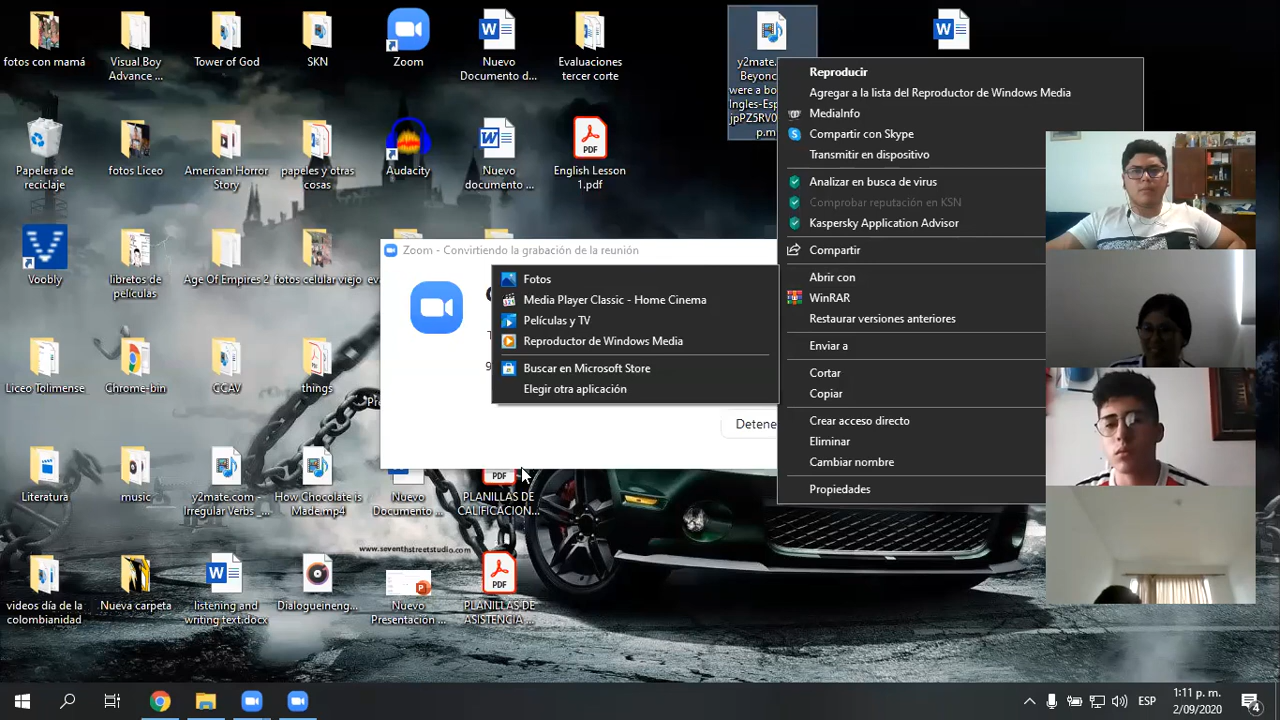 fotos con mamá
Visual Boy
Advance ...
Tower of God
SKN
Zoom
Nuevo
Documento d...
Evaluaciones
tercer corte
y2mate.
Beyonc
were a bo
Ingles-Esp
jpPZ5RV0
p.m
Papelera de
reciclaje
fotos Liceo
American Horror
Story
papeles y otras
cosas
Audacity
Nuevo
documento ...
English Lesson
1.pdf
Voobly
libretos de
películas
Age Of Empires 2
fotos celular viejo
Liceo Tolimense
Chrome-bin
CCAV
things
Literatura
music
y2mate.com -
Irregular Verbs _...
How Chocolate is
Made.mp4
Nuevo
Documento ...
PDF
PLANILLAS DE
CALIFICACION...
videos día de la
colombianidad
Nueva carpeta
listening and
writing text.docx
Dialogueineng...
Nuevo
Presentación ...
PDF
PLANILLAS DE
ASISTENCIA ...
www.seventhstreetstudio.com
Zoom - Convirtiendo la grabación de la reunión
Detene
Fotos
Media Player Classic - Home Cinema
Películas y TV
Reproductor de Windows Media
Buscar en Microsoft Store
Elegir otra aplicación
Reproducir
Agregar a la lista del Reproductor de Windows Media
MediaInfo
Compartir con Skype
Transmitir en dispositivo
Analizar en busca de virus
Comprobar reputación en KSN
Kaspersky Application Advisor
Compartir
Abrir con
WinRAR
Restaurar versiones anteriores
Enviar a
Cortar
Copiar
Crear acceso directo
Eliminar
Cambiar nombre
Propiedades
ESP
1:11 p. m.
2/09/2020
4